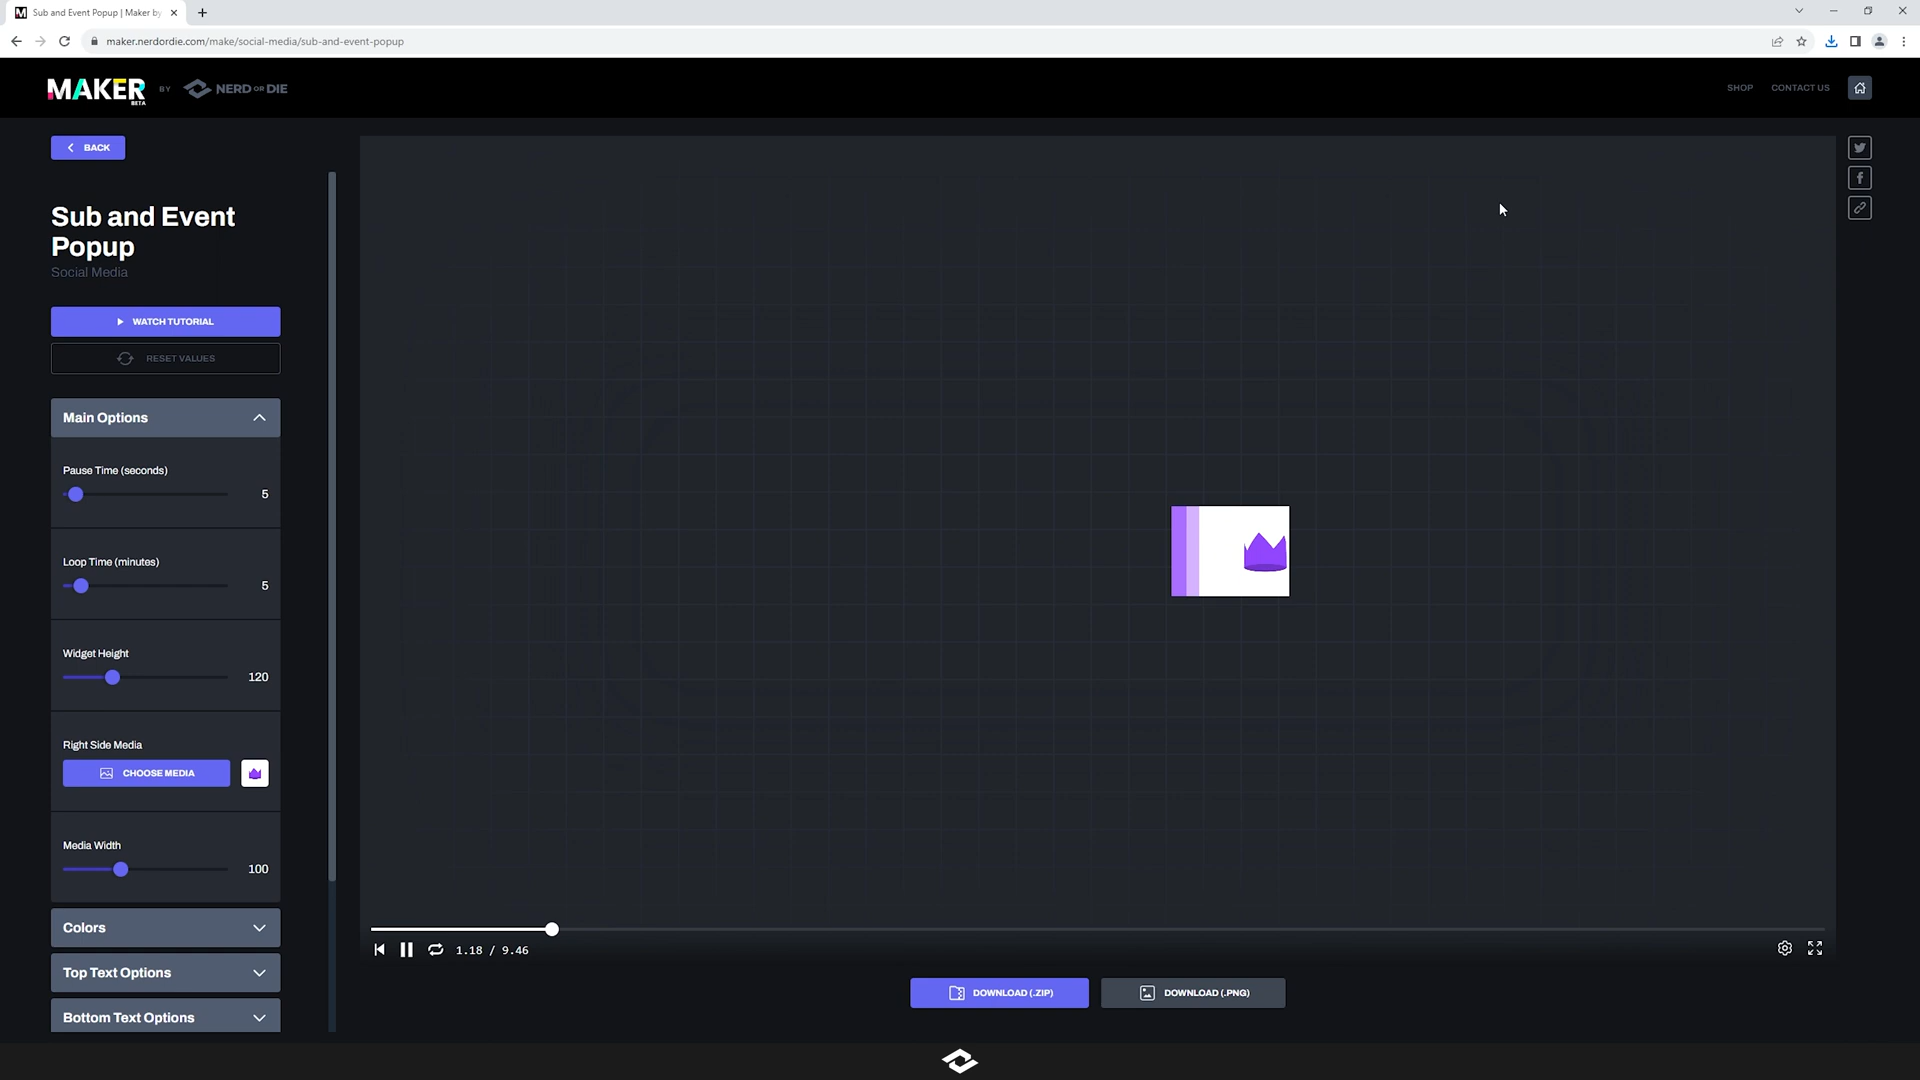 Sub and Event Popup | Maker by
maker.nerdordie.com/make/social-media/sub-and-event-popup
MAKER
BETA
BY
NERD OR DIE
SHOP
CONTACT US
BACK
Sub and Event
Popup
Social Media
WATCH TUTORIAL
RESET VALUES
Main Options
Pause Time (seconds)
5
Loop Time (minutes)
5
Widget Height
120
Right Side Media
CHOOSE MEDIA
Media Width
100
Colors
Top Text Options
Bottom Text Options
1.18 / 9.46
DOWNLOAD (.ZIP)
DOWNLOAD (.PNG)